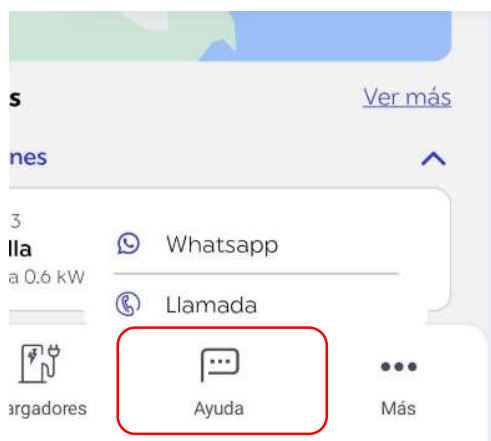 s
Ver más
nes
3
lla
a 0.6 kW
Whatsapp
Llamada
argadores
Ayuda
Más